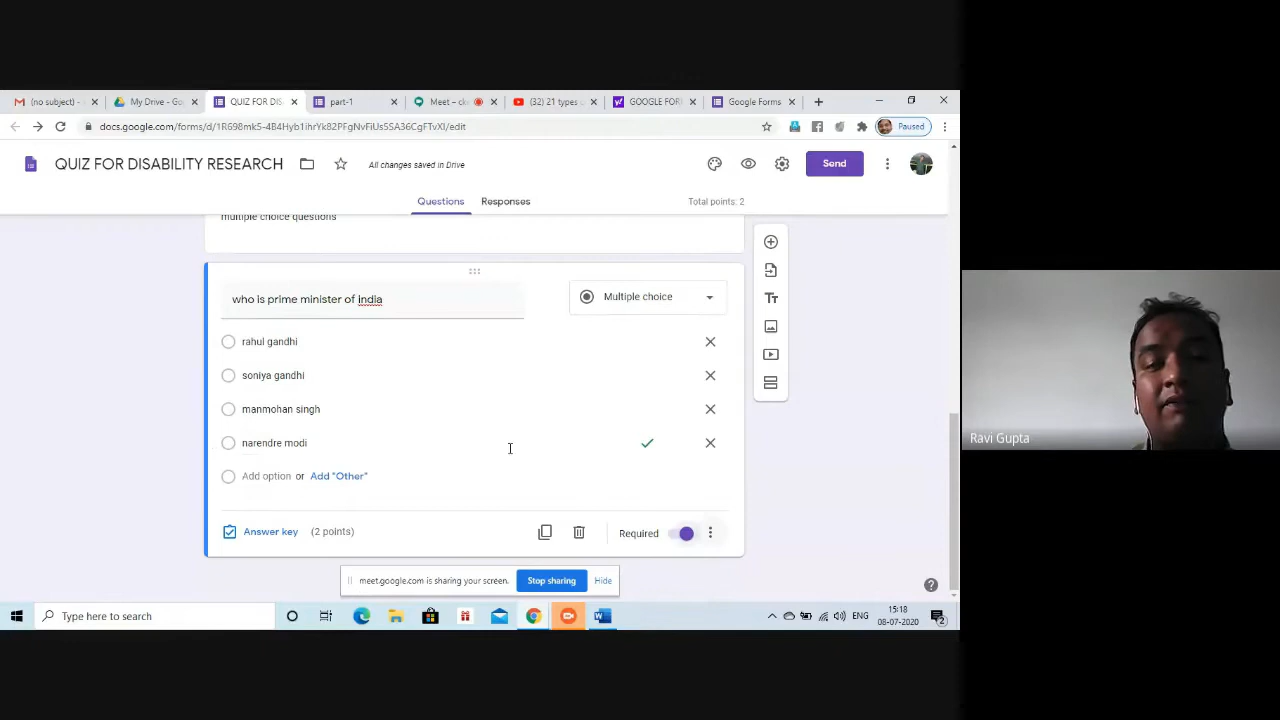 (no subject) -
My Drive - Go
QUIZ FOR DIS
part-1
Meet –
(32) 21 types
GOOGLE FOR
Google Forms
docs.google.com/forms/d/1R698mk5-4B4Hyb1ihrYk82PFgNvFiUs5SA36CgFTvXI/edit
Paused
QUIZ FOR DISABILITY RESEARCH
All changes saved in Drive
Send
Questions
Responses
Total points: 2
multiple choice questions
who is prime minister of india
Multiple choice
rahul gandhi
soniya gandhi
manmohan singh
narendre modi
Add option or Add "Other"
Answer key (2 points)
Required
Ravi Gupta
meet.google.com is sharing your screen.
Stop sharing
Hide
Type here to search
ENG
15:18
08-07-2020
2